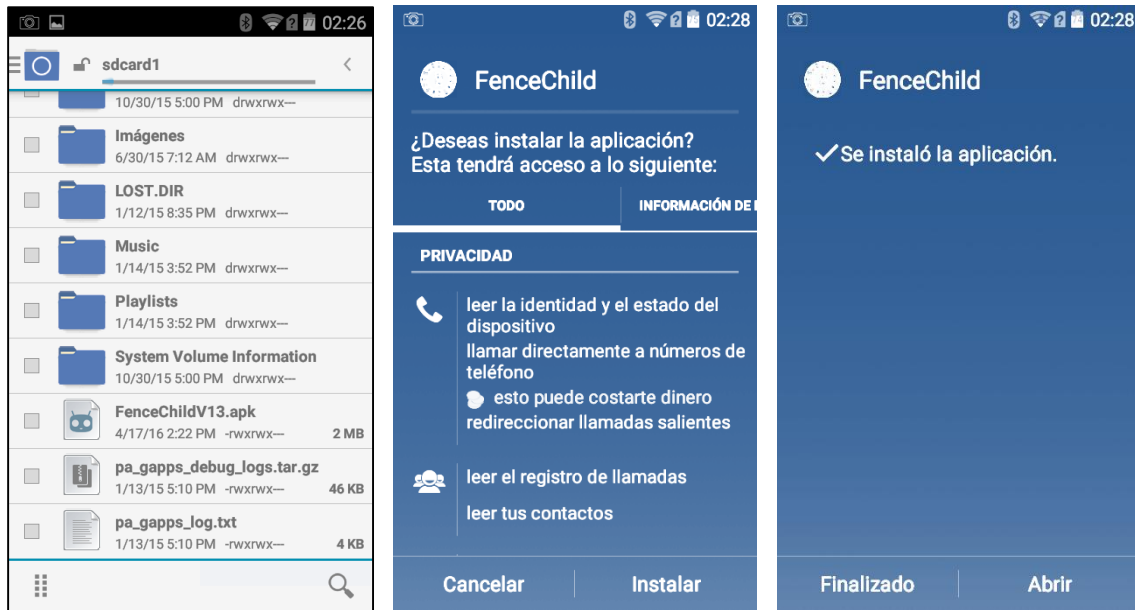 02:26
sdcard1
10/30/15 5:00 PM drwxrwx---
Imágenes
6/30/15 7:12 AM drwxrwx---
LOST.DIR
1/12/15 8:35 PM drwxrwx---
Music
1/14/15 3:52 PM drwxrwx---
Playlists
1/14/15 3:52 PM drwxrwx---
System Volume Information
10/30/15 5:00 PM drwxrwx---
FenceChildV13.apk
4/17/16 2:22 PM -rwxrwx--- 2 MB
pa_gapps_debug_logs.tar.gz
1/13/15 5:10 PM -rwxrwx--- 46 KB
pa_gapps_log.txt
1/13/15 5:10 PM -rwxrwx--- 4 KB
02:28
FenceChild
¿Deseas instalar la aplicación?
Esta tendrá acceso a lo siguiente:
TODO INFORMACIÓN DE
PRIVACIDAD
leer la identidad y el estado del
dispositivo
llamar directamente a números de
teléfono
esto puede costarte dinero
redireccionar llamadas salientes
leer el registro de llamadas
leer tus contactos
Cancelar Instalar
02:28
FenceChild
Se instaló la aplicación.
Finalizado Abrir